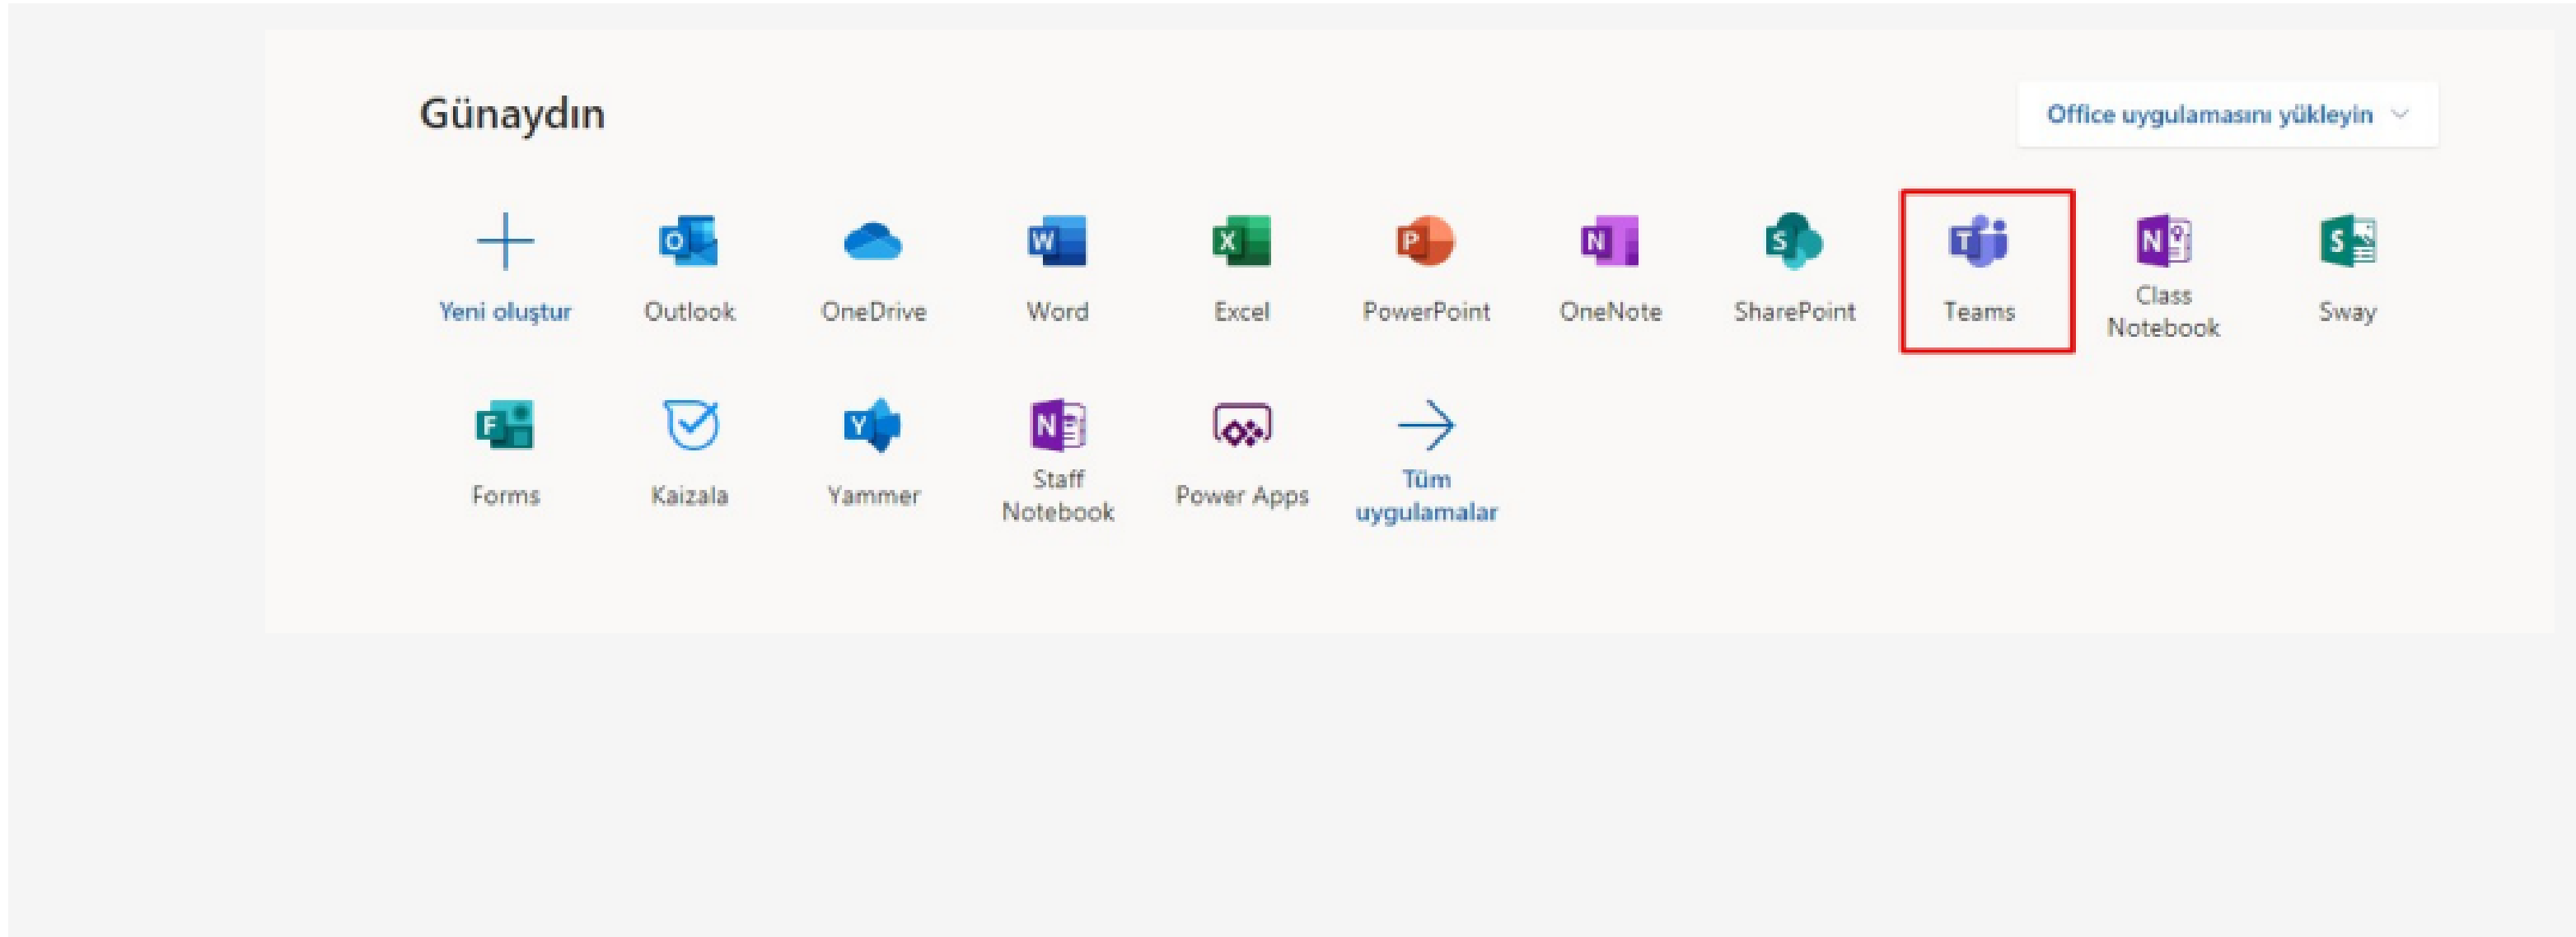 Günaydın
Office uygulamasını yükleyin
Yeni oluştur
Outlook
OneDrive
Word
Excel
PowerPoint
OneNote
SharePoint
Teams
Class
Notebook
Sway
Forms
Kaizala
Yammer
Staff
Notebook
Power Apps
Tüm
uygulamalar